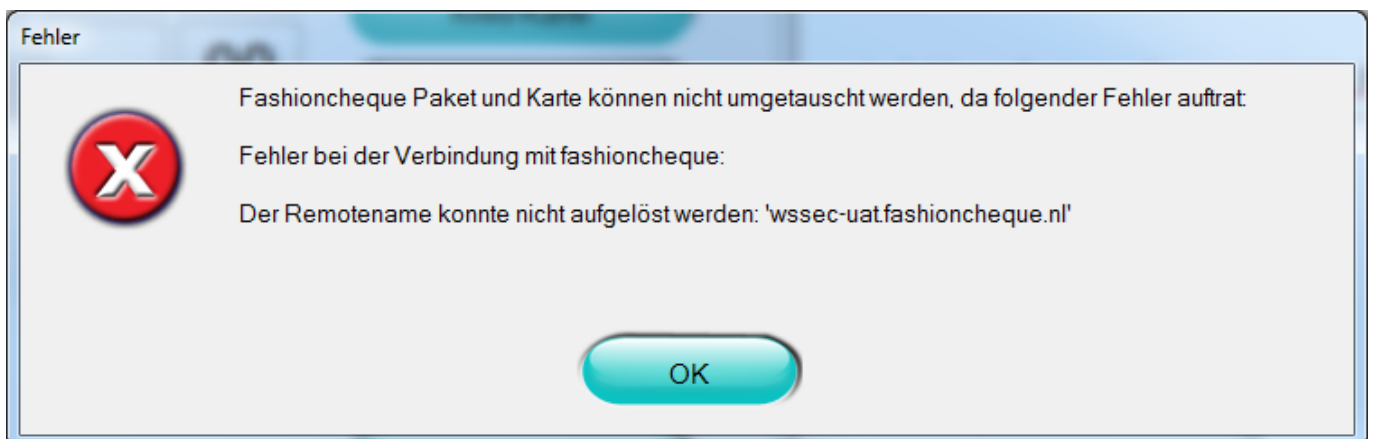 Fehler
Fashioncheque Paket und Karte können nicht umgetauscht werden, da folgender Fehler auftrat:
Fehler bei der Verbindung mit fashioncheque:
Der Remotename konnte nicht aufgelöst werden: 'wssec-uat.fashioncheque.nl'
OK